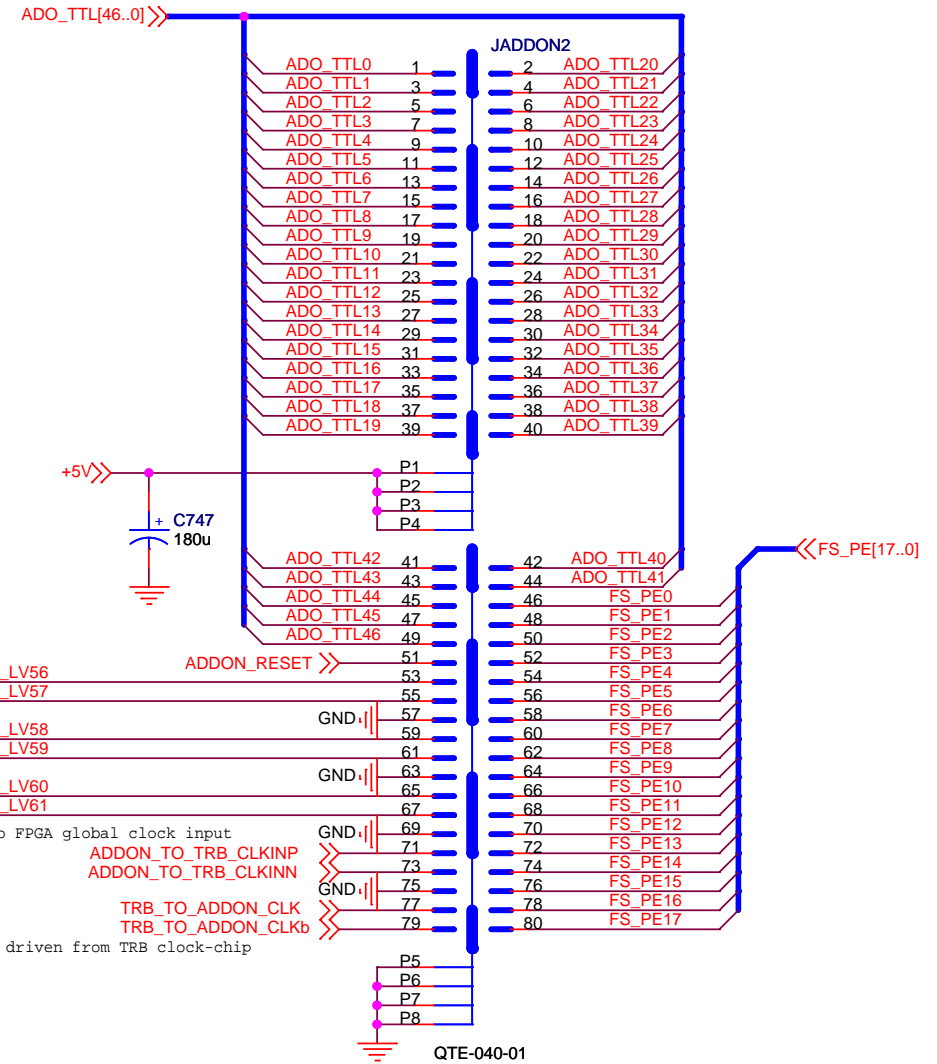 ADO_TTL[46..0]
JADDON2
ADO_TTL0 1 2 ADO_TTL20
ADO_TTL1 3 4 ADO_TTL21
ADO_TTL2 5 6 ADO_TTL22
ADO_TTL3 7 8 ADO_TTL23
ADO_TTL4 9 10 ADO_TTL24
ADO_TTL5 11 12 ADO_TTL25
ADO_TTL6 13 14 ADO_TTL26
ADO_TTL7 15 16 ADO_TTL27
ADO_TTL8 17 18 ADO_TTL28
ADO_TTL9 19 20 ADO_TTL29
ADO_TTL10 21 22 ADO_TTL30
ADO_TTL11 23 24 ADO_TTL31
ADO_TTL12 25 26 ADO_TTL32
ADO_TTL13 27 28 ADO_TTL33
ADO_TTL14 29 30 ADO_TTL34
ADO_TTL15 31 32 ADO_TTL35
ADO_TTL16 33 34 ADO_TTL36
ADO_TTL17 35 36 ADO_TTL37
ADO_TTL18 37 38 ADO_TTL38
ADO_TTL19 39 40 ADO_TTL39
+5V P1
P2
P3
P4
+ C747
180u
ADO_TTL42 41 42 ADO_TTL40
FS_PE[17..0]
ADO_TTL43 43 44 ADO_TTL41
ADO_TTL44 45 46 FS_PE0
ADO_TTL45 47 48 FS_PE1
ADO_TTL46 49 50 FS_PE2
ADDON_RESET 51 52 FS_PE3
_LV56 53 54 FS_PE4
_LV57 55 56 FS_PE5
GND 57 58 FS_PE6
_LV58 59 60 FS_PE7
_LV59 61 62 FS_PE8
GND 63 64 FS_PE9
_LV60 65 66 FS_PE10
_LV61 67 68 FS_PE11
o FPGA global clock input GND 69 70 FS_PE12
ADDON_TO_TRB_CLKINP 71 72 FS_PE13
ADDON_TO_TRB_CLKINN 73 74 FS_PE14
GND 75 76 FS_PE15
TRB_TO_ADDON_CLK 77 78 FS_PE16
TRB_TO_ADDON_CLKb 79 80 FS_PE17
driven from TRB clock-chip
P5
P6
P7
P8
QTE-040-01